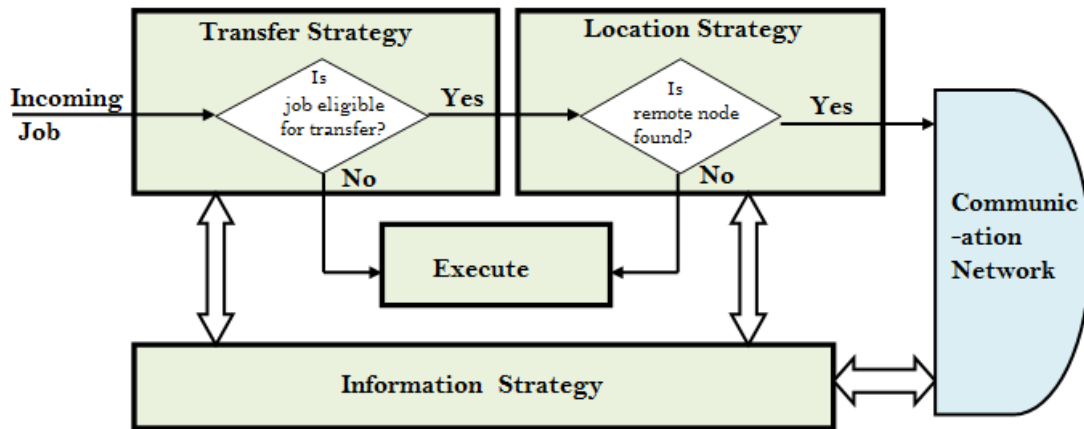 Transfer Strategy
Is
job eligible
for transfer?
Incoming
Job
Yes
No
Location Strategy
Is
remote node
found?
Yes
No
Execute
Communic
-ation
Network
Information Strategy